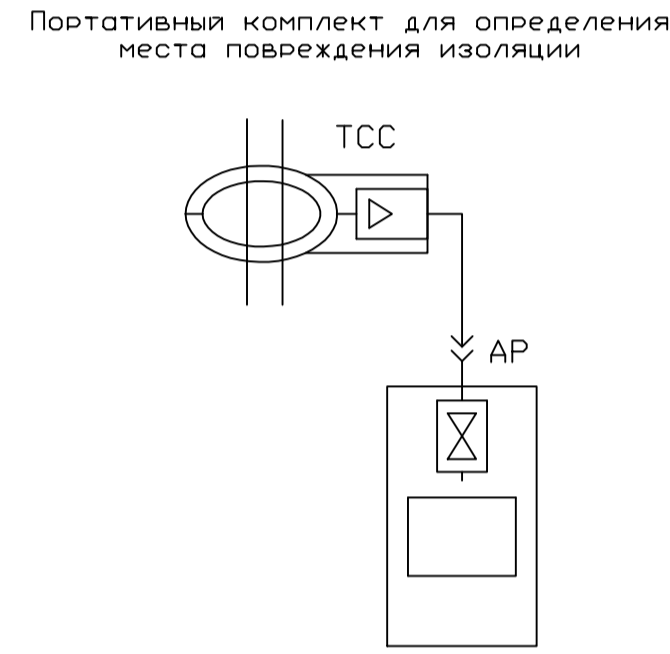 Портативный комплект для определения
места повреждения изоляции
ТСС
АР